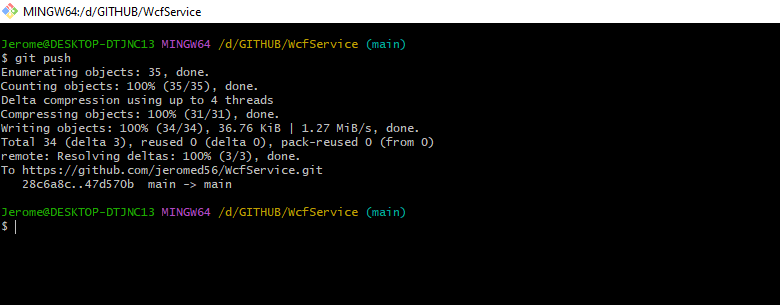 MINGW64:/d/GITHUB/WcfService
Jerome@DESKTOP-DTJNC13 MINGW64 /d/GITHUB/WcfService (main)
$ git push
Enumerating objects: 35, done.
Counting objects: 100% (35/35), done.
Delta compression using up to 4 threads
Compressing objects: 100% (31/31), done.
Writing objects: 100% (34/34), 36.76 KiB | 1.27 MiB/s, done.
Total 34 (delta 3), reused 0 (delta 0), pack-reused 0 (from 0)
remote: Resolving deltas: 100% (3/3), done.
To https://github.com/jeromed56/WcfService.git
   28c6a8c..47d570b  main -> main
Jerome@DESKTOP-DTJNC13 MINGW64 /d/GITHUB/WcfService (main)
$